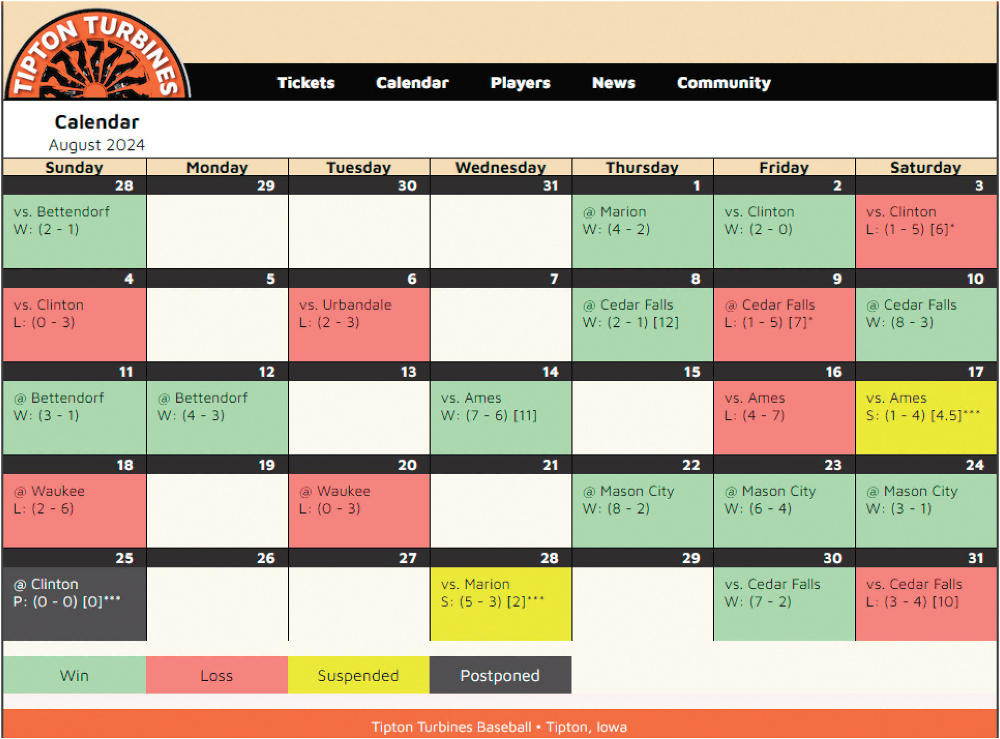 TIPTON TURBINES
Tickets Calendar Players News Community
Calendar
August 2024
Sunday Monday Tuesday Wednesday Thursday Friday Saturday
28 29 30 31 1 2 3
vs. Bettendorf @ Marion vs. Clinton vs. Clinton
W: (2 - 1) W: (4 - 2) W: (2 - 0) L: (1 - 5) [6]*
4 5 6 7 8 9 10
vs. Clinton vs. Urbandale @ Cedar Falls @ Cedar Falls @ Cedar Falls
L: (0 - 3) L: (2 - 3) W: (2 - 1) [12] L: (1 - 5) [7]* W: (8 - 3)
11 12 13 14 15 16 17
@ Bettendorf @ Bettendorf vs. Ames vs. Ames vs. Ames
W: (3 - 1) W: (4 - 3) W: (7 - 6) [11] L: (4 - 7) S: (1 - 4) [4.5]***
18 19 20 21 22 23 24
@ Waukee @ Waukee @ Mason City @ Mason City @ Mason City
L: (2 - 6) L: (0 - 3) W: (8 - 2) W: (6 - 4) W: (3 - 1)
25 26 27 28 29 30 31
@ Clinton vs. Marion vs. Cedar Falls vs. Cedar Falls
P: (0 - 0) [0]*** S: (5 - 3) [2]*** W: (7 - 2) L: (3 - 4) [10]
Win Loss Suspended Postponed
Tipton Turbines Baseball • Tipton, Iowa